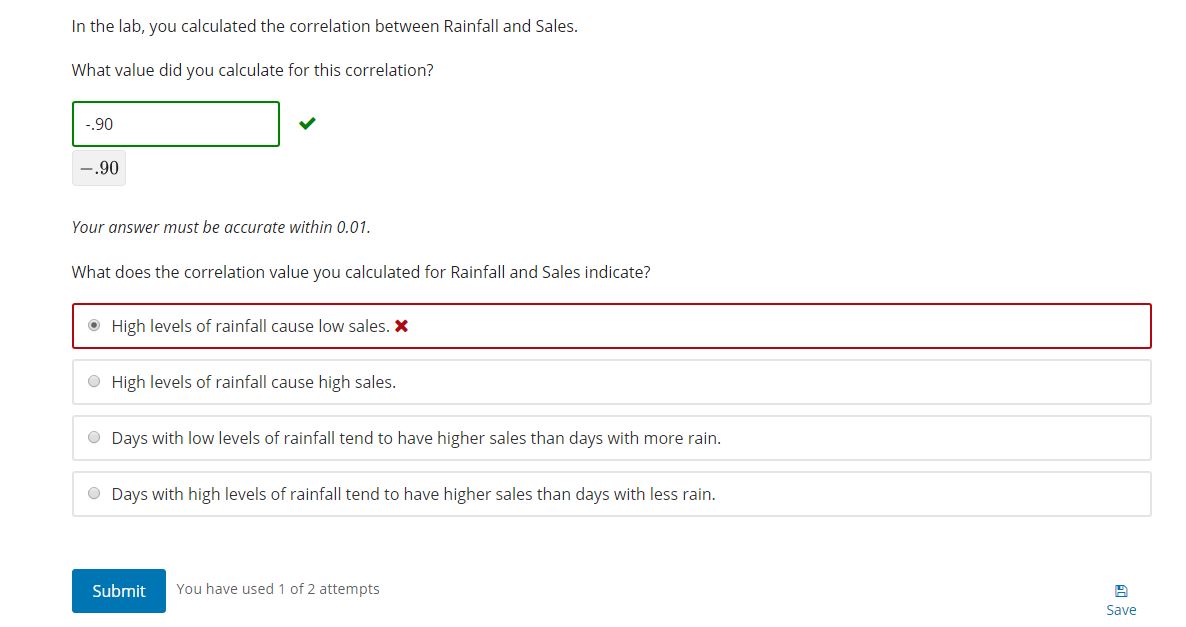 In the lab, you calculated the correlation between Rainfall and Sales.
What value did you calculate for this correlation?
-.90
−.90
Your answer must be accurate within 0.01.
What does the correlation value you calculated for Rainfall and Sales indicate?
High levels of rainfall cause low sales.
High levels of rainfall cause high sales.
Days with low levels of rainfall tend to have higher sales than days with more rain.
Days with high levels of rainfall tend to have higher sales than days with less rain.
Submit You have used 1 of 2 attempts
Save